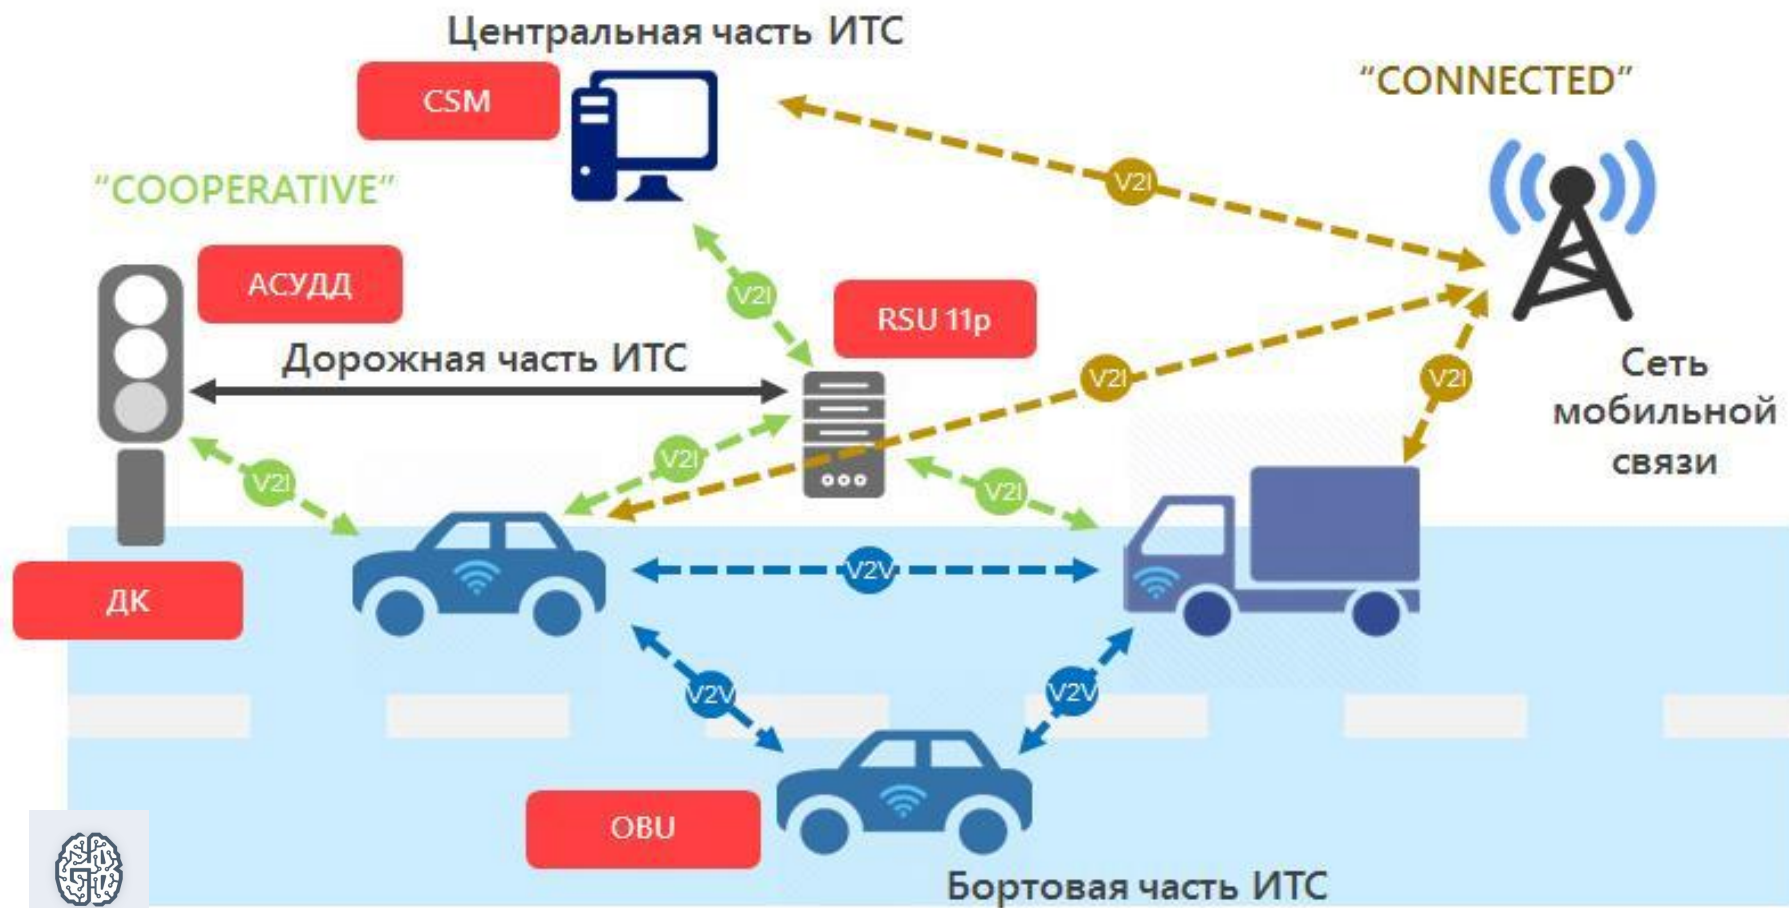 Центральная часть ИТС
CSM
“CONNECTED”
“COOPERATIVE”
V2I
V2I
АСУДД
RSU 11p
Дорожная часть ИТС
V2I
V2I
Сеть
мобильной
связи
V2I
V2I
V2I
V2V
ДК
V2V
V2V
OBU
Бортовая часть ИТС